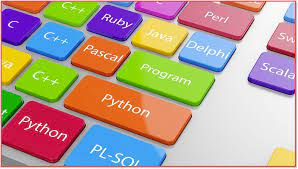 C++
Ruby
Perl
C
C++
Java
Delphi
Pascal
Scala
C++
Program
Python
Python
PL-SQL